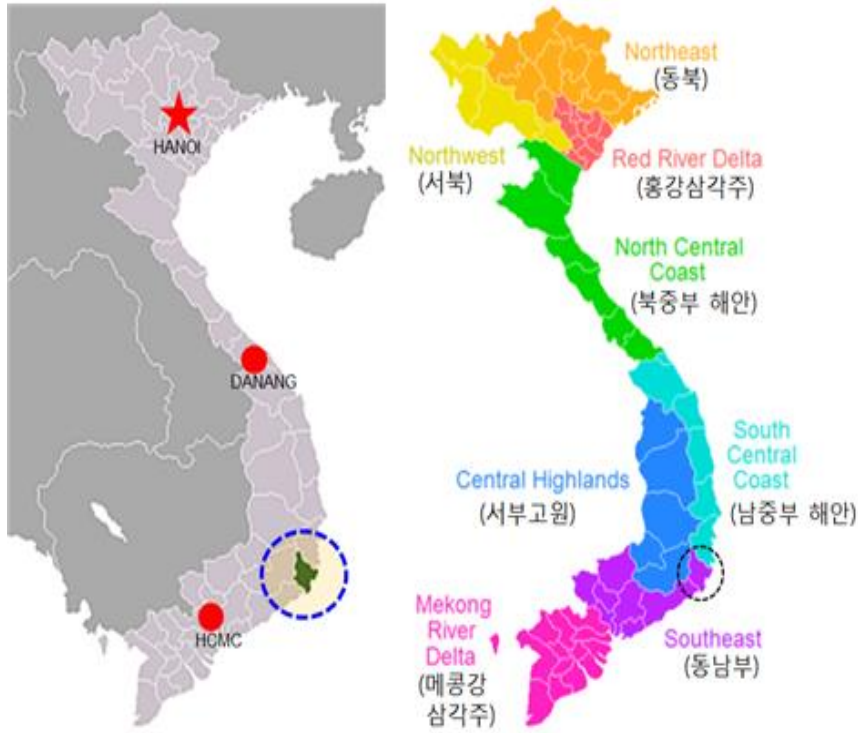 HANOI
DANANG
HCMC
Northeast
(동북)
Northwest
(서북)
Red River Delta
(홍강삼각주)
North Central
Coast
(북중부 해안)
South
Central
Coast
(남중부 해안)
Central Highlands
(서부고원)
Mekong
River
Delta
(메콩강
삼각주)
Southeast
(동남부)